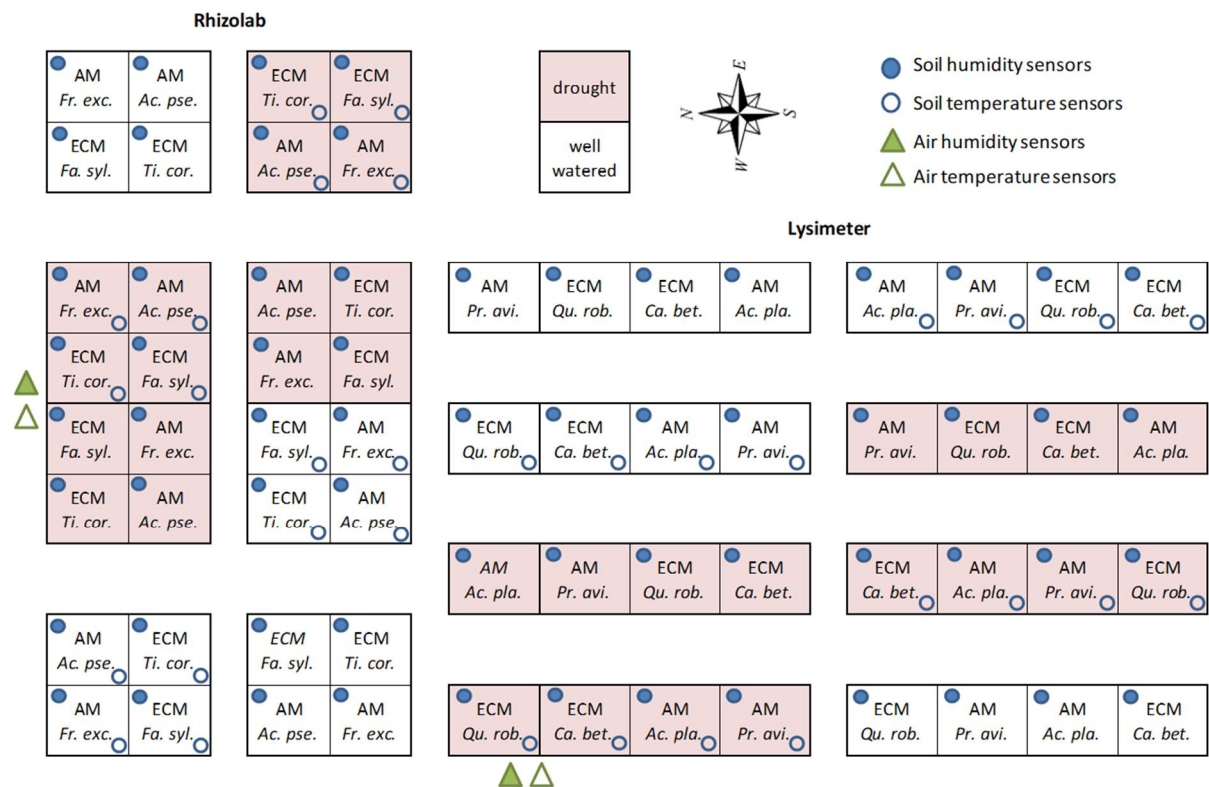 Rhizolab
AM AM
Fr. exc. Ac. pse.
ECM ECM
Fa. syl. Ti. cor.
ECM ECM
Ti. cor. Fa. syl.
AM AM
Ac. pse. Fr. exc.
drought
well
watered
N E S W
Soil humidity sensors
Soil temperature sensors
Air humidity sensors
Air temperature sensors
Lysimeter
AM AM
Fr. exc. Ac. pse.
ECM ECM
Ti. cor. Fa. syl.
ECM AM
Fa. syl. Fr. exc.
ECM AM
Ti. cor. Ac. pse.
AM ECM
Ac. pse. Ti. cor.
AM ECM
Fr. exc. Fa. syl.
ECM AM
Fa. syl. Fr. exc.
ECM AM
Ti. cor. Ac. pse.
AM ECM
Ac. pse. Ti. cor.
AM ECM
Fr. exc. Fa. syl.
ECM ECM
Fa. syl. Ti. cor.
AM AM
Ac. pse. Fr. exc.
AM ECM ECM AM
Pr. avi. Qu. rob. Ca. bet. Ac. pla.
AM AM ECM ECM
Ac. pla. Pr. avi. Qu. rob. Ca. bet.
ECM ECM AM AM
Qu. rob. Ca. bet. Ac. pla. Pr. avi.
AM ECM ECM AM
Pr. avi. Qu. rob. Ca. bet. Ac. pla.
AM AM ECM ECM
Ac. pla. Pr. avi. Qu. rob. Ca. bet.
ECM AM AM ECM
Ca. bet. Ac. pla. Pr. avi. Qu. rob.
ECM ECM AM AM
Qu. rob. Ca. bet. Ac. pla. Pr. avi.
ECM AM AM ECM
Qu. rob. Pr. avi. Ac. pla. Ca. bet.